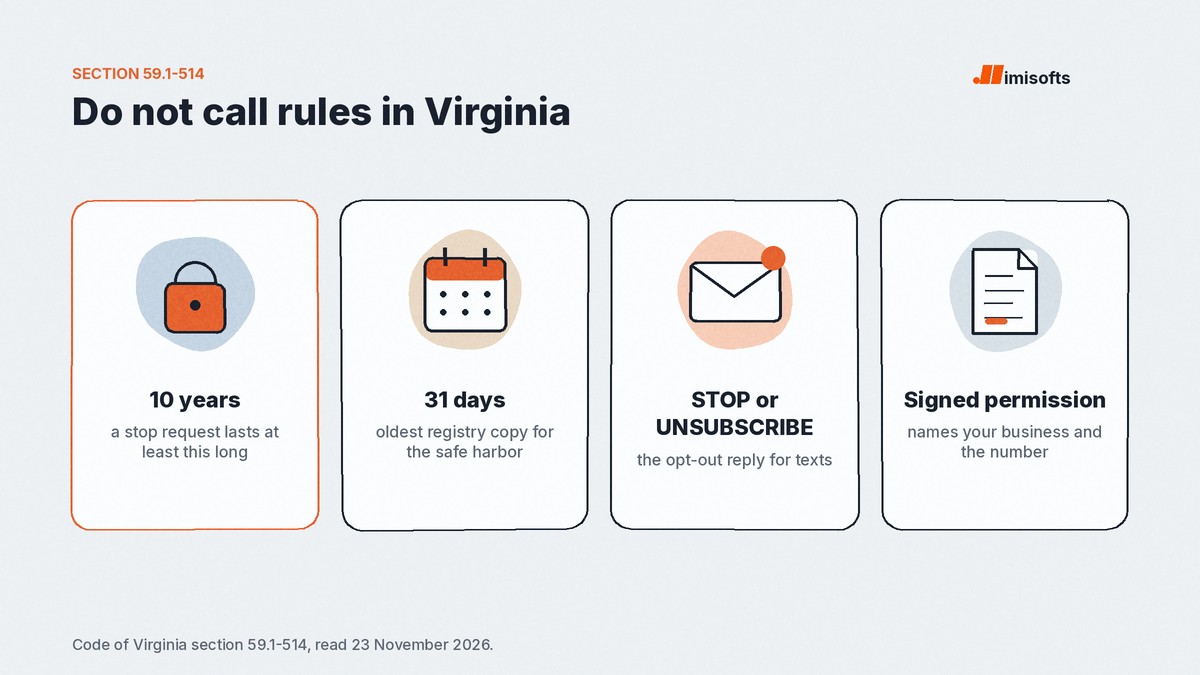 SECTION 59.1-514
Do not call rules in Virginia
imisofts
10 years
a stop request lasts at
least this long
31 days
oldest registry copy for
the safe harbor
STOP or
UNSUBSCRIBE
the opt-out reply for texts
Signed permission
names your business and
the number
Code of Virginia section 59.1-514, read 23 November 2026.